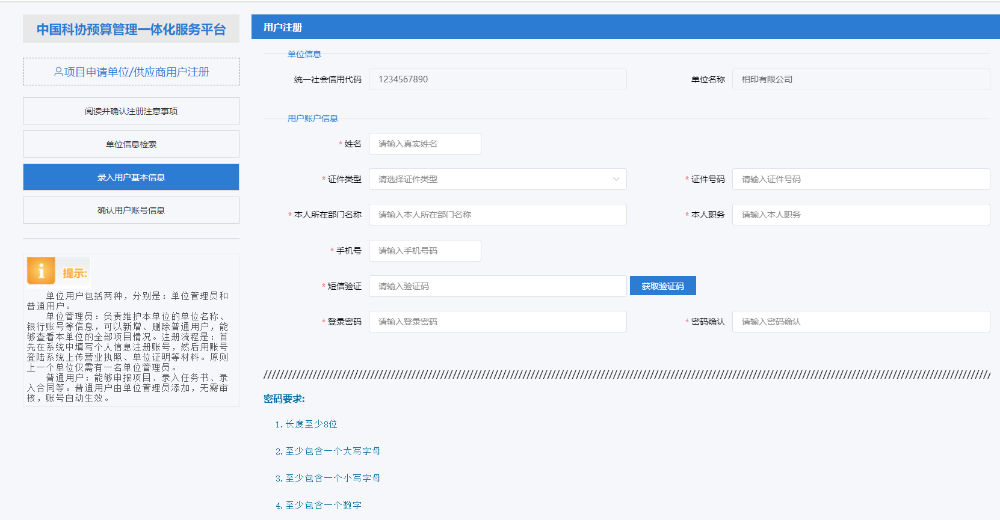 中国科协预算管理一体化服务平台
项目申请单位/供应商用户注册
阅读并确认注册注意事项
单位信息检索
录入用户基本信息
确认用户账号信息
提示:
单位用户包括两种，分别是：单位管理员和
普通用户。
单位管理员：负责维护本单位的单位名称、
银行账号等信息，可以新增、删除普通用户，能
够查看本单位的全部项目情况。注册流程是：首
先在系统中填写个人信息注册账号，然后用账号
登陆系统上传营业执照、单位证明等材料。原则
上一个单位仅需有一名单位管理员。
普通用户：能够申报项目、录入任务书、录
入合同等。普通用户由单位管理员添加，无需审
核，账号自动生效。
用户注册
单位信息
统一社会信用代码 1234567890 单位名称 相印有限公司
用户账户信息
* 姓名 请输入真实姓名
* 证件类型 请选择证件类型 * 证件号码 请输入证件号码
* 本人所在部门名称 请输入本人所在部门名称 * 本人职务 请输入本人职务
* 手机号 请输入手机号码
* 短信验证 请输入验证码 获取验证码
* 登录密码 请输入登录密码 * 密码确认 请输入密码确认
密码要求:
1. 长度至少8位
2. 至少包含一个大写字母
3. 至少包含一个小写字母
4. 至少包含一个数字